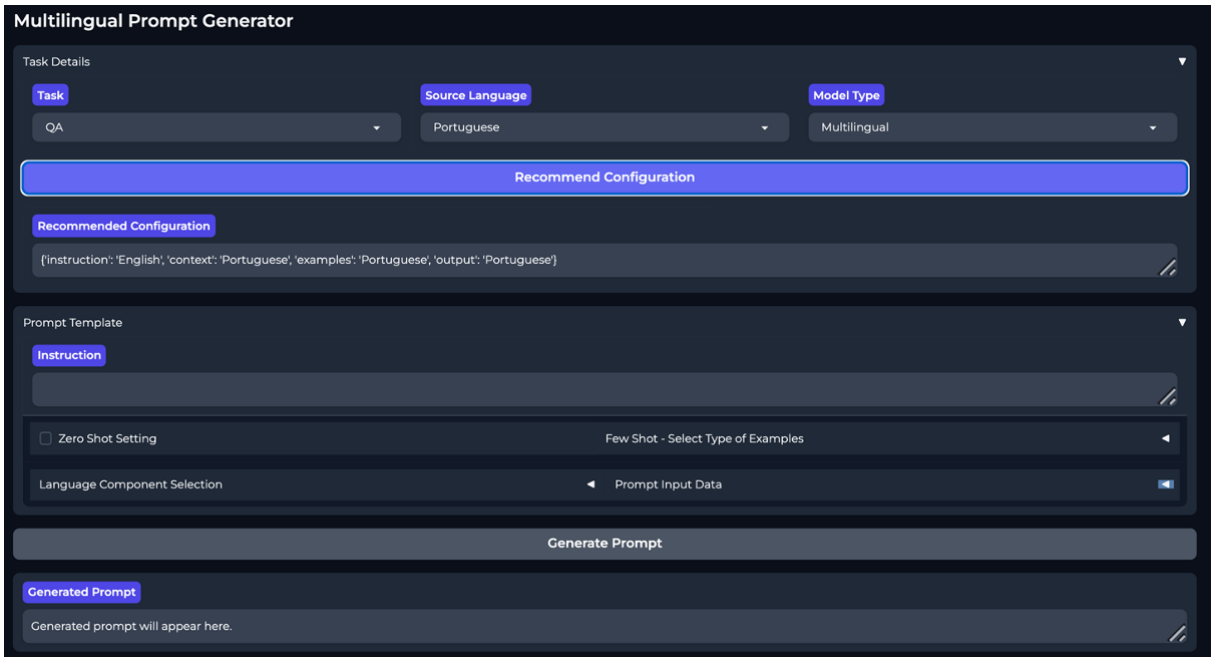 Multilingual Prompt Generator
Task Details
Task
Source Language
Model Type
QA
Portuguese
Multilingual
Recommend Configuration
Recommended Configuration
{'instruction': 'English', 'context': 'Portuguese', 'examples': 'Portuguese', 'output': 'Portuguese'}
Prompt Template
Instruction
Zero Shot Setting
Few Shot - Select Type of Examples
Language Component Selection
Prompt Input Data
Generate Prompt
Generated Prompt
Generated prompt will appear here.